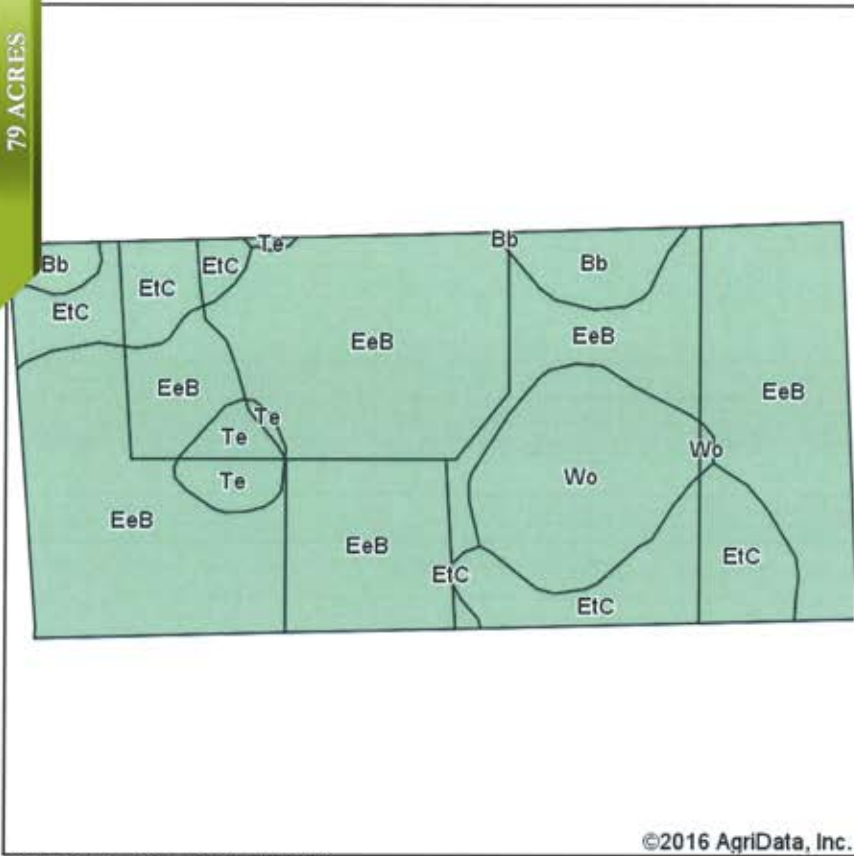 79 ACRES
Te
Bb
Bb
Bb
EtC
EtC
EtC
EeB
EeB
EeB
EeB
Te
Te
Wo
Wo
Te
EeB
EeB
EtC
EtC
EtC
©2016 AgriData, Inc.